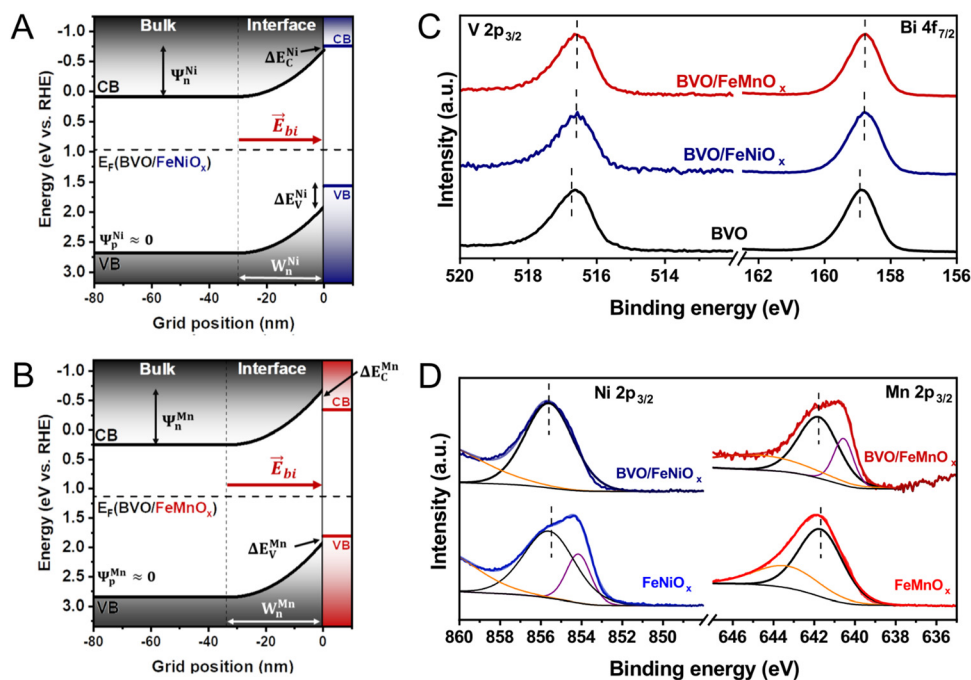 A
Energy (eV vs. RHE)
-1.0
-0.5
0.0
0.5
1.0
1.5
2.0
2.5
3.0
Bulk
Interface
CB
ΔE_C^Ni
Ψ_n^Ni
CB
E_bi
E_F(BVO/FeNiO_x)
VB
ΔE_V^Ni
Ψ_p^Ni ≈ 0
VB
W_n^Ni
-80 -60 -40 -20 0
Grid position (nm)
B
Energy (eV vs. RHE)
-1.0
-0.5
0.0
0.5
1.0
1.5
2.0
2.5
3.0
Bulk
Interface
ΔE_C^Mn
CB
Ψ_n^Mn
CB
E_bi
E_F(BVO/FeMnO_x)
ΔE_V^Mn
VB
Ψ_p^Mn ≈ 0
VB
W_n^Mn
-80 -60 -40 -20 0
Grid position (nm)
C
Intensity (a.u.)
V 2p3/2
Bi 4f7/2
BVO/FeMnO_x
BVO/FeNiO_x
BVO
520 518 516 514 162 160 158 156
Binding energy (eV)
D
Intensity (a.u.)
Ni 2p3/2
Mn 2p3/2
BVO/FeNiO_x
BVO/FeMnO_x
FeNiO_x
FeMnO_x
860 858 856 854 852 850 646 644 642 640 638 636
Binding energy (eV)